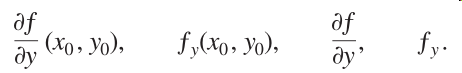 ∂f/∂y (x₀, y₀), f_y(x₀, y₀), ∂f/∂y, f_y.